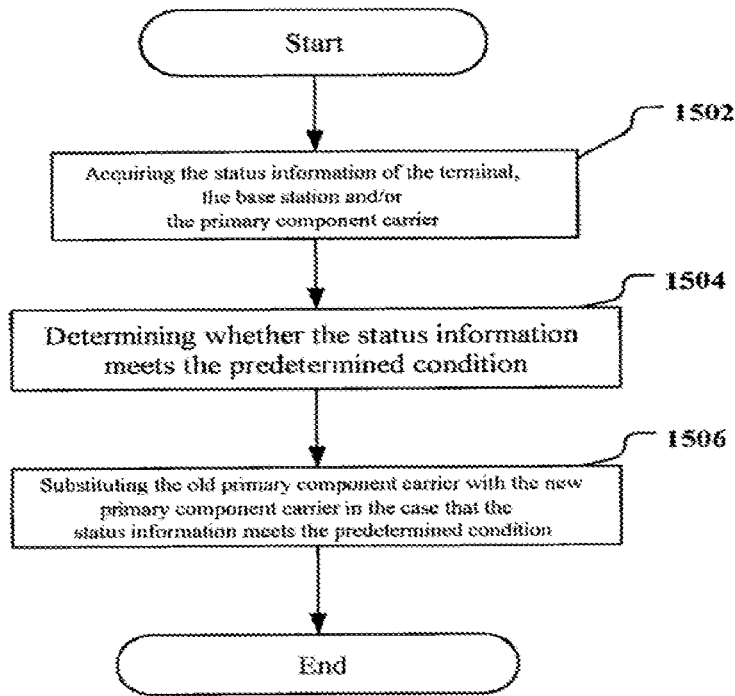 Start
1502
Acquiring the status information of the terminal,
the base station and/or
the primary component carrier
1504
Determining whether the status information
meets the predetermined condition
1506
Substituting the old primary component carrier with the new
primary component carrier in the case that the
status information meets the predetermined condition
End